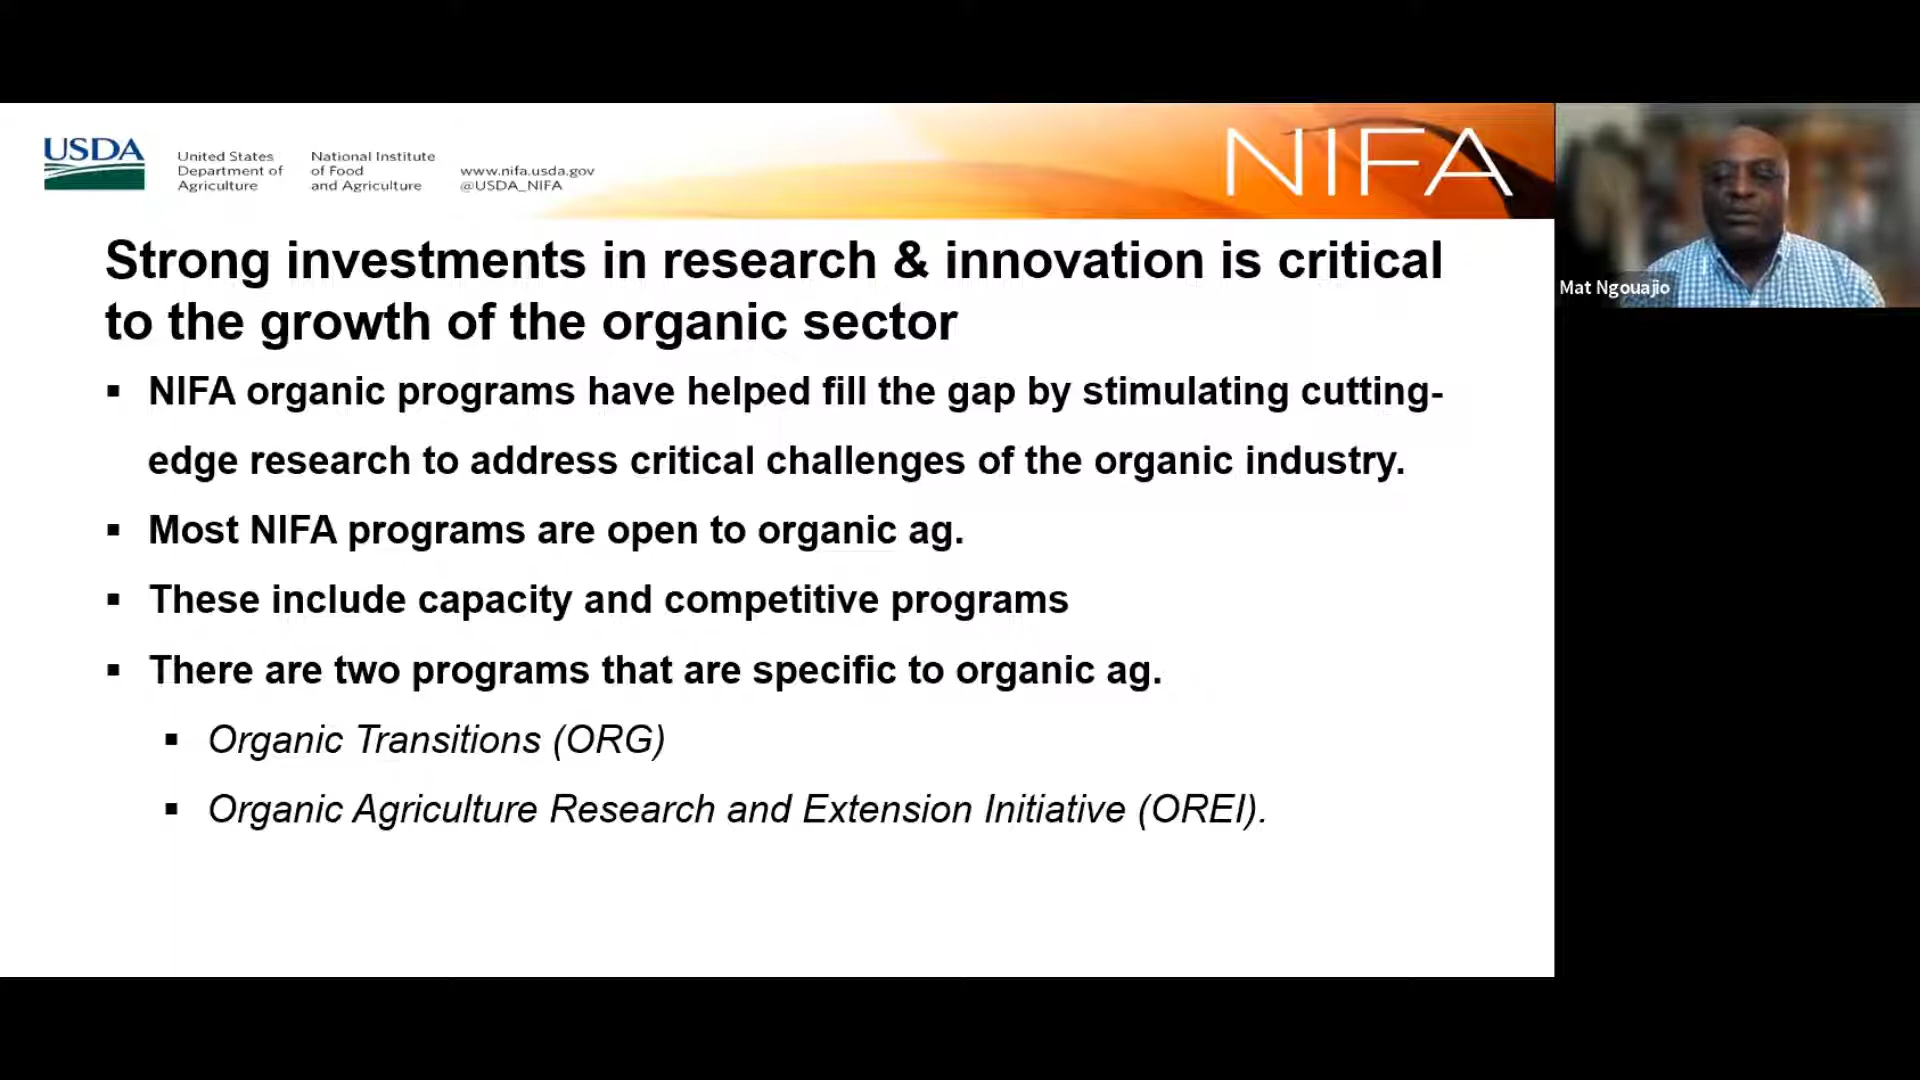 USDA
United States
Department of
Agriculture
National Institute
of Food
and Agriculture
www.nifa.usda.gov
@USDA_NIFA
NIFA
Mat Ngouajio
Strong investments in research & innovation is critical
to the growth of the organic sector
▪ NIFA organic programs have helped fill the gap by stimulating cutting-
edge research to address critical challenges of the organic industry.
▪ Most NIFA programs are open to organic ag.
▪ These include capacity and competitive programs
▪ There are two programs that are specific to organic ag.
▪ Organic Transitions (ORG)
▪ Organic Agriculture Research and Extension Initiative (OREI).